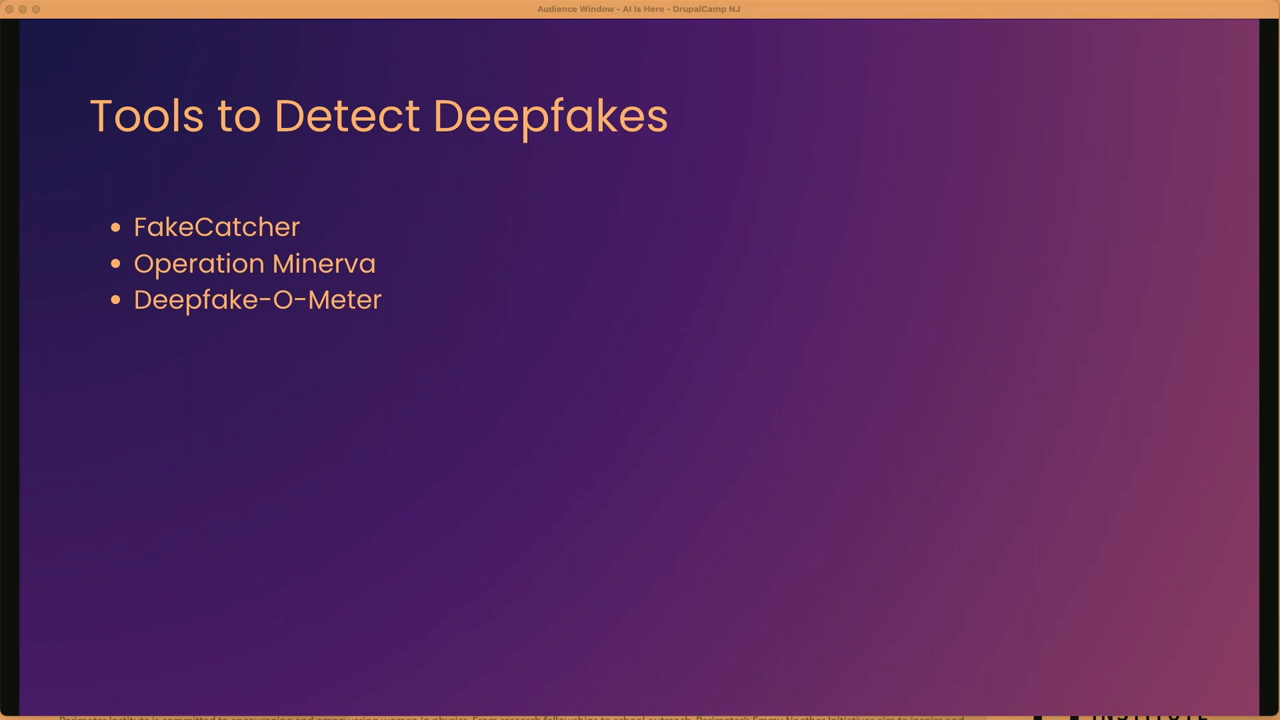 Audience Window - AI Is Here - DrupalCamp NJ
Tools to Detect Deepfakes
• FakeCatcher
• Operation Minerva
• Deepfake-O-Meter